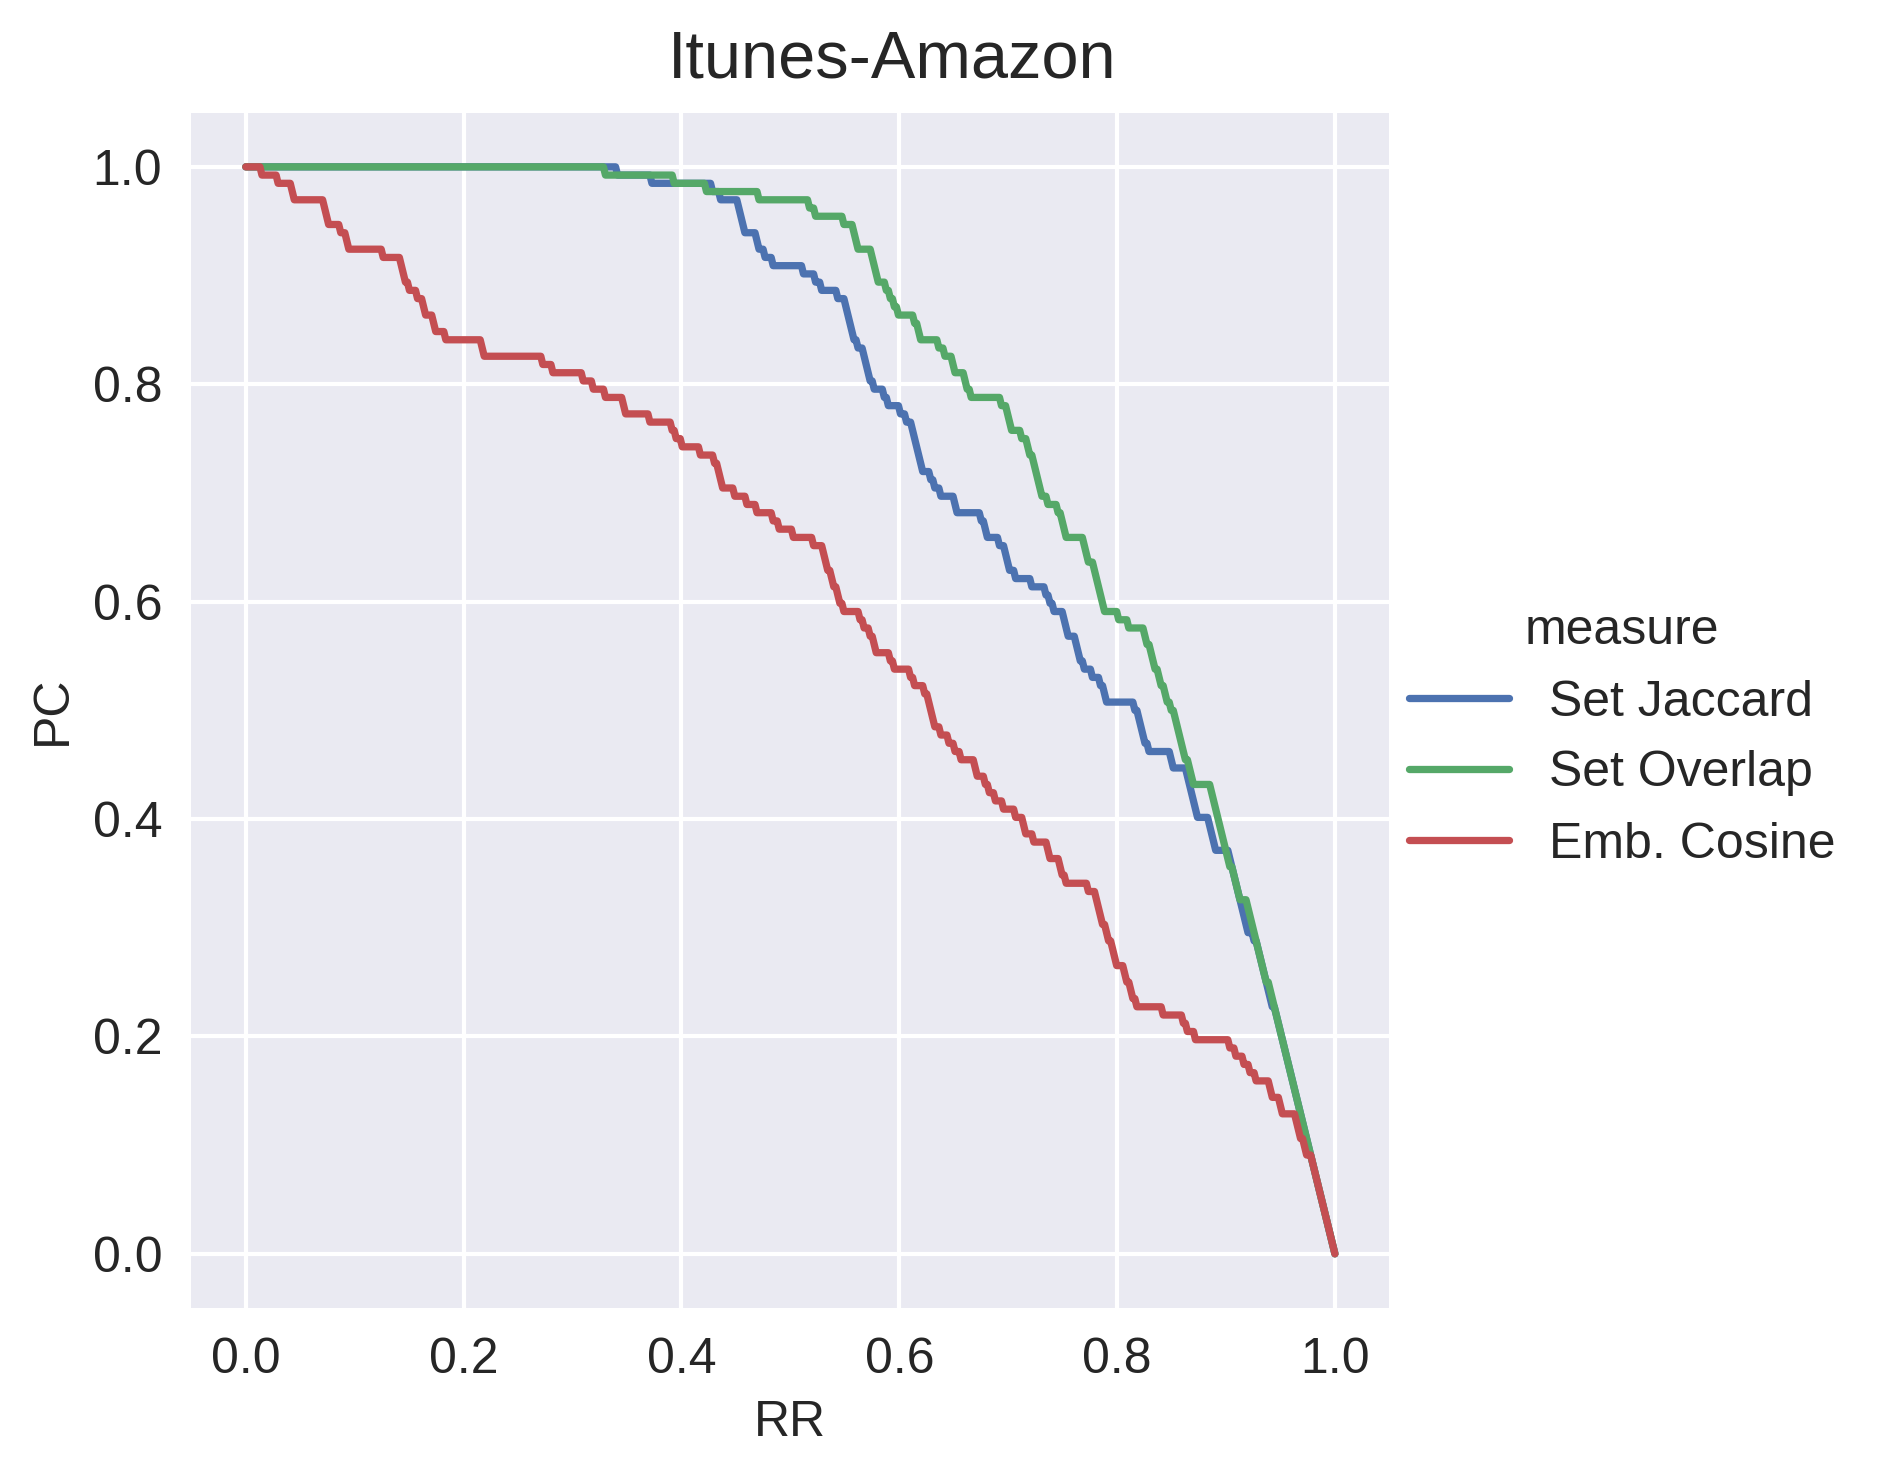 Itunes-Amazon
PC
1.0
0.8
0.6
0.4
0.2
0.0
0.0 0.2 0.4 0.6 0.8 1.0
RR
measure
Set Jaccard
Set Overlap
Emb. Cosine